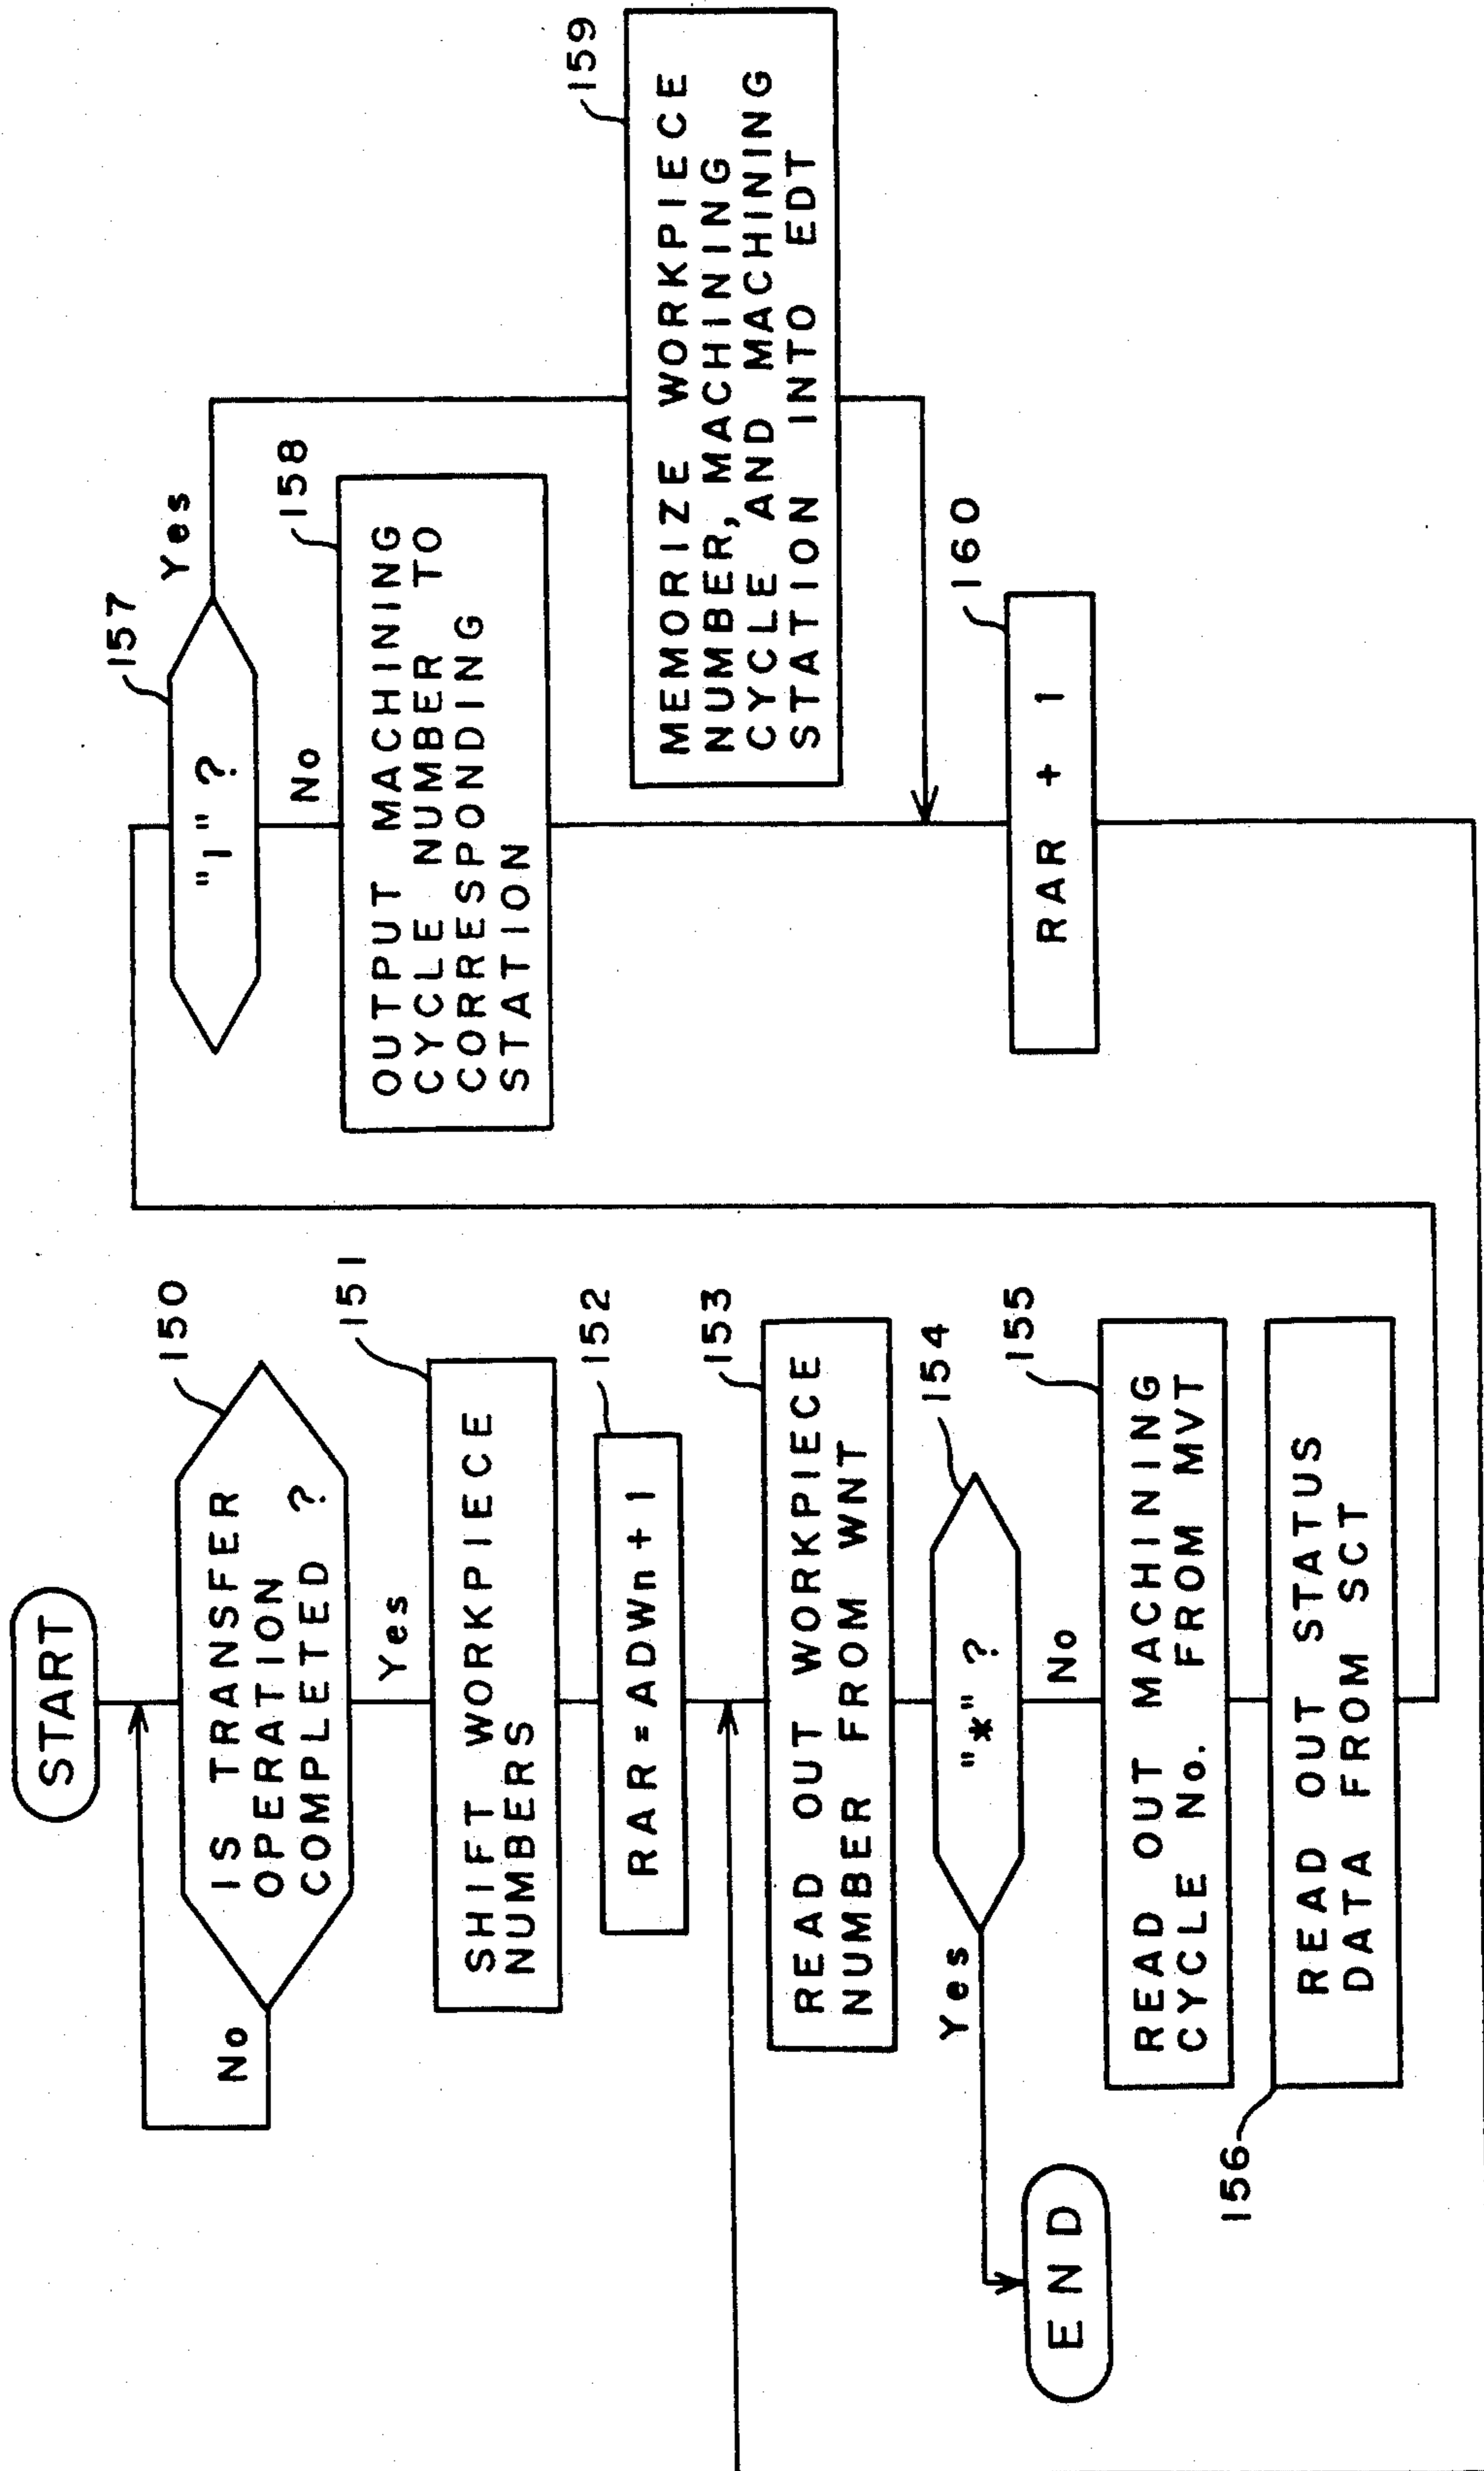 START
150
IS TRANSFER
OPERATION
COMPLETED ?
No
Yes
151
SHIFT WORKPIECE
NUMBERS
152
RAR = ADWn + 1
153
READ OUT WORKPIECE
NUMBER FROM WNT
154
"*" ?
Yes
No
END
155
READ OUT MACHINING
CYCLE No. FROM MVT
156
READ OUT STATUS
DATA FROM SCT
157
"1" ?
Yes
No
158
OUTPUT MACHINING
CYCLE NUMBER TO
CORRESPONDING
STATION
159
MEMORIZE WORKPIECE
NUMBER, MACHINING
CYCLE AND MACHINING
STATION INTO EDT
160
RAR + 1